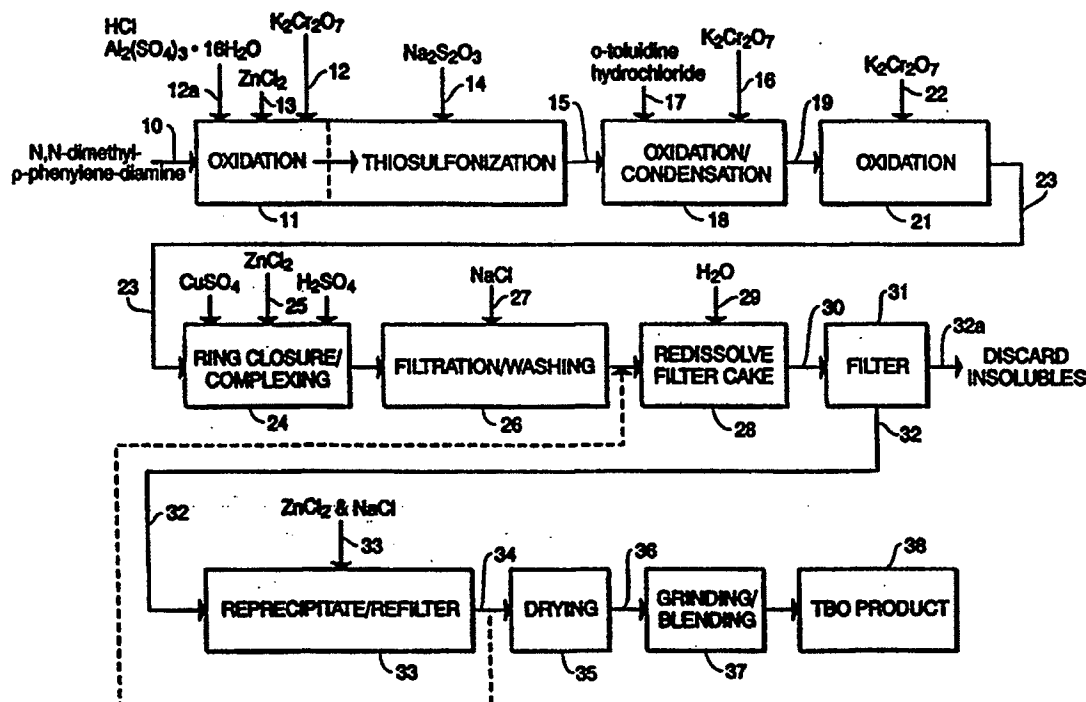 HCl
Al2(SO4)3 • 16H2O
K2Cr2O7
ZnCl2
12a
13
12
Na2S2O3
14
o-toluidine
hydrochloride
17
K2Cr2O7
16
K2Cr2O7
22
10
N,N-dimethyl-
p-phenylene-diamine
OXIDATION
THIOSULFONIZATION
11
15
OXIDATION/
CONDENSATION
18
19
OXIDATION
21
23
23
CuSO4
ZnCl2
25
H2SO4
RING CLOSURE/
COMPLEXING
24
NaCl
27
FILTRATION/WASHING
26
H2O
29
REDISSOLVE
FILTER CAKE
28
30
31
FILTER
32a
DISCARD
INSOLUBLES
32
32
ZnCl2 & NaCl
33
REPRECIPITATE/REFILTER
33
34
DRYING
35
36
GRINDING/
BLENDING
37
38
TBO PRODUCT